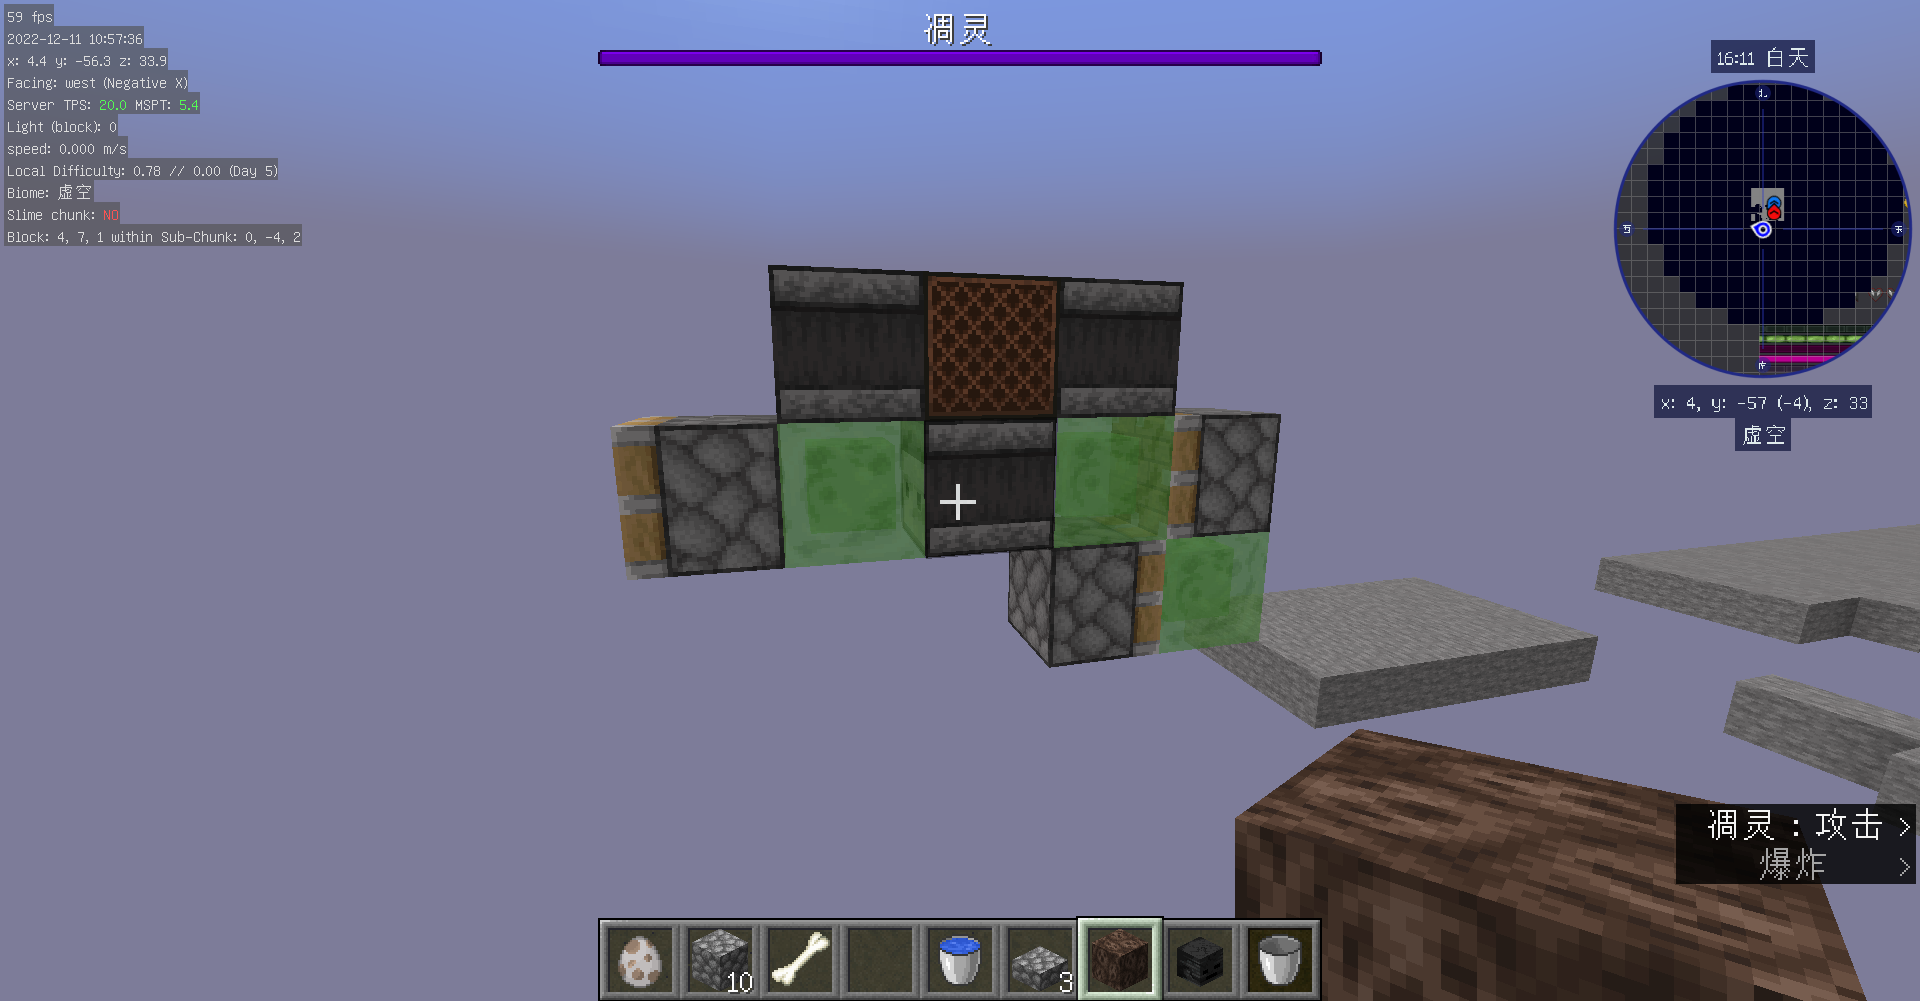 59 fps
2022-12-11 10:57:36
x: 4.4 y: -56.3 z: 33.9
Facing: west (Negative X)
Server TPS: 20.0 MSPT: 5.4
Light (block): 0
speed: 0.000 m/s
Local Difficulty: 0.78 // 0.00 (Day 5)
Biome: 虚空
Slime chunk: NO
Block: 4, 7, 1 within Sub-Chunk: 0, -4, 2
凋灵
16:11 白天
北
西
东
x: 4, y: -57 (-4), z: 33
虚空
凋灵：攻击 >
爆炸 >
10
3